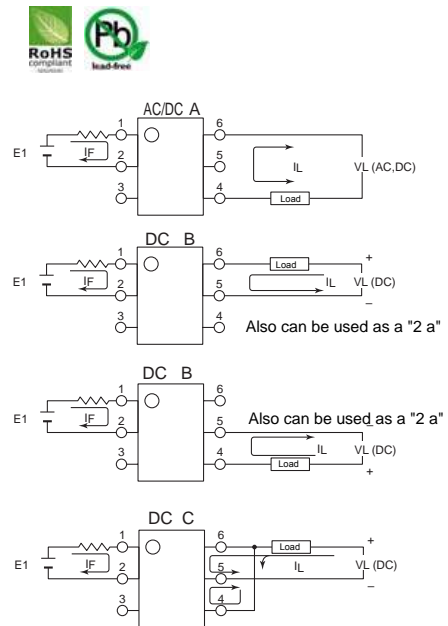 RoHS
compliant
Pb
lead-free
AC/DC A
1 6
E1 IF 2 5 IL VL (AC,DC)
3 4 Load
DC B
1 6 Load +
E1 IF 2 5 IL VL (DC)
–
3 4 Also can be used as a "2 a"
DC B
1 6
Also can be used as a "2 a"
E1 IF 2 5 –
IL VL (DC)
3 4 Load +
DC C
1 6 Load +
E1 IF 2 5 IL VL (DC)
–
3 4